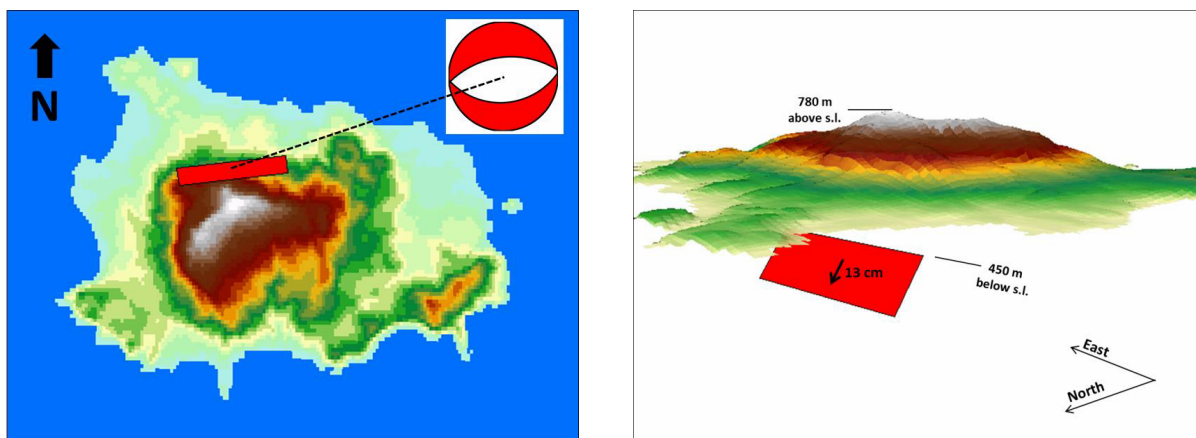 N
780 m
above s.l.
13 cm
450 m
below s.l.
East
North